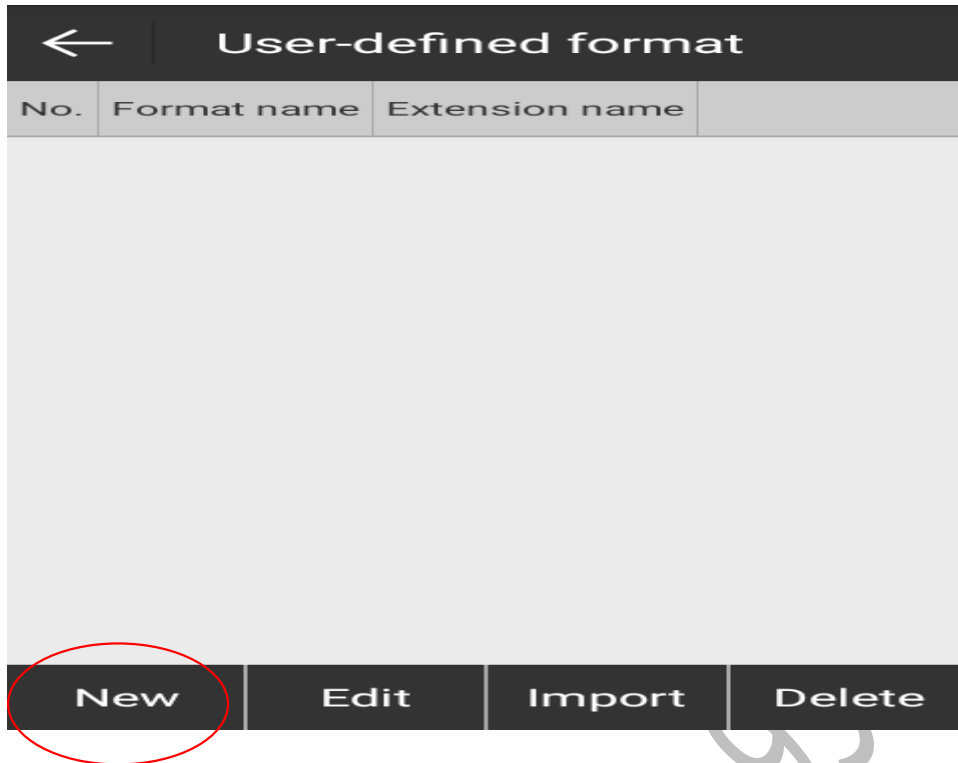 User-defined format
No. Format name Extension name
New Edit Import Delete